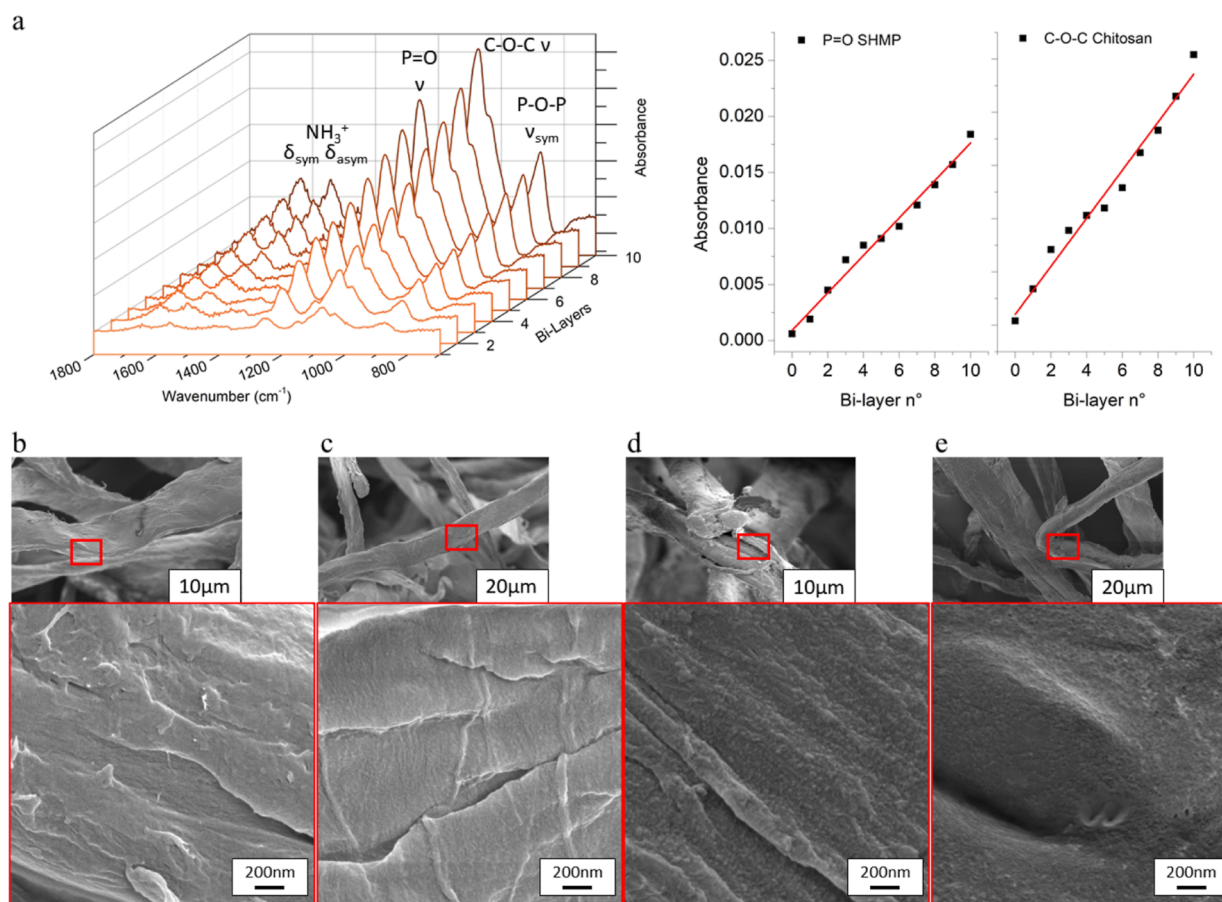 a
P=O
ν
C-O-C ν
P-O-P
νsym
NH3+
δsym δasym
Absorbance
10
8
6
4
2
Bi-Layers
1800
1600
1400
1200
1000
800
Wavenumber (cm-1)
P=O SHMP
C-O-C Chitosan
0.025
0.020
0.015
0.010
0.005
0.000
Absorbance
0 2 4 6 8 10
0 2 4 6 8 10
Bi-layer n°
Bi-layer n°
b
c
d
e
10μm
20μm
10μm
20μm
200nm
200nm
200nm
200nm